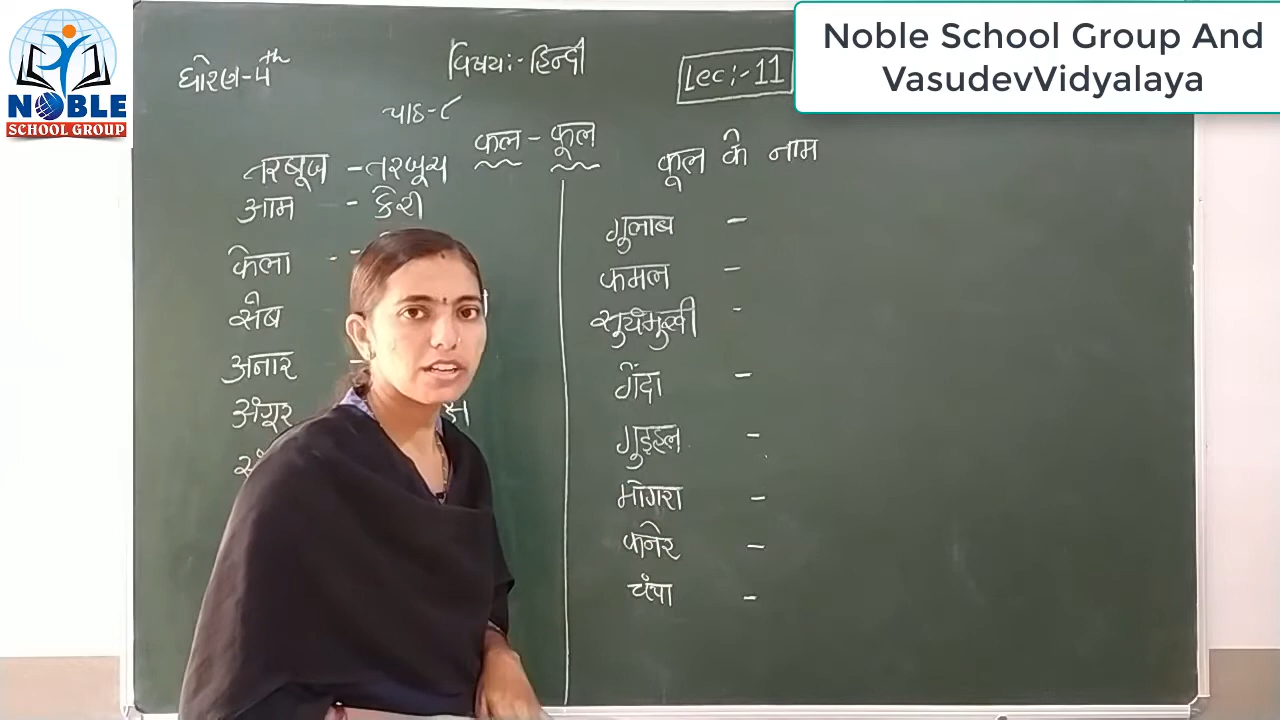 NOBLE
SCHOOL GROUP
Noble School Group And
VasudevVidyalaya
धोरण-4th
विषय:-हिन्दी
Lec:-11
पाठ-८
फल - फूल
तरबूज - तरबूच
आम - केरी
केला -
सेब
अनार -
अंगूर
फूल के नाम
गुलाब -
कमल -
सुर्यमुखी -
गेंदा -
गुड़हल -
मोगरा -
कनेर -
चंपा -